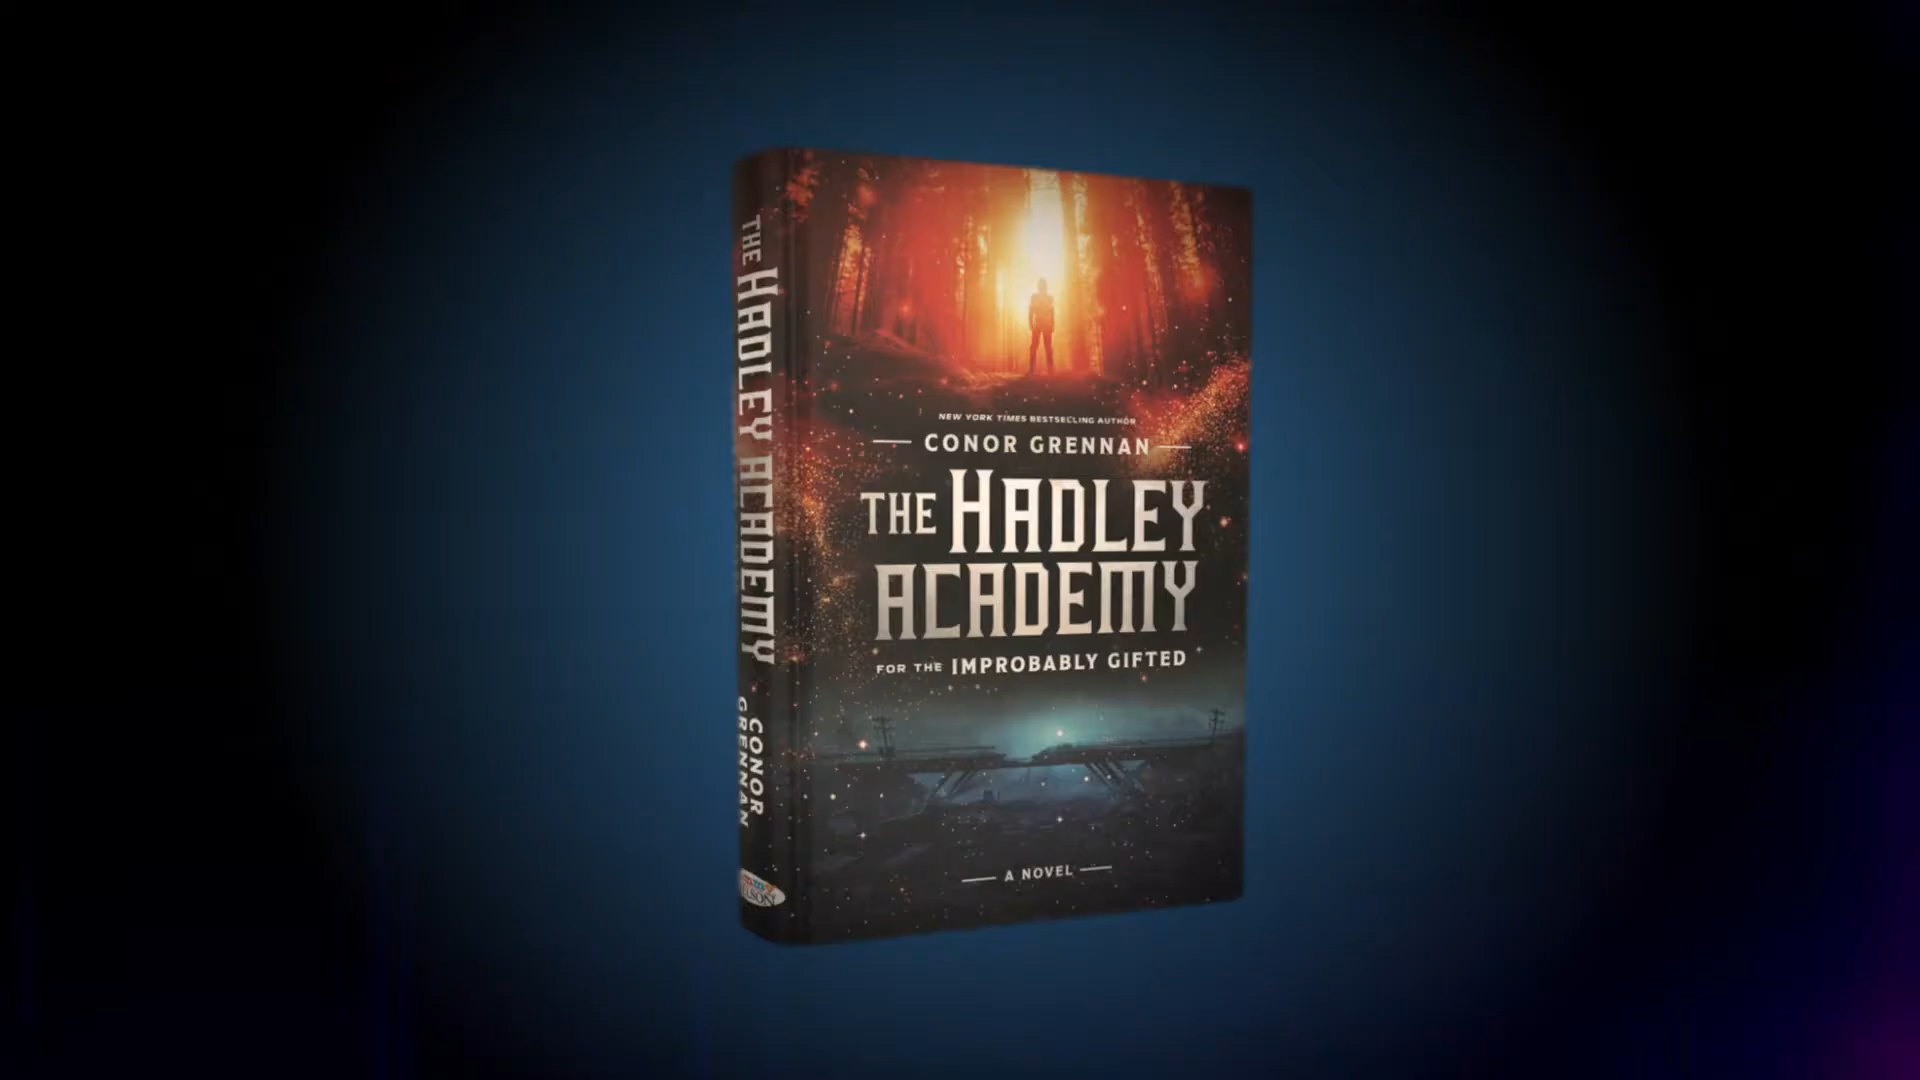 THE HADLEY ACADEMY
CONOR
GRENNAN
NEW YORK TIMES BESTSELLING AUTHOR
CONOR GRENNAN
THE HADLEY
ACADEMY
FOR THE IMPROBABLY GIFTED
A NOVEL